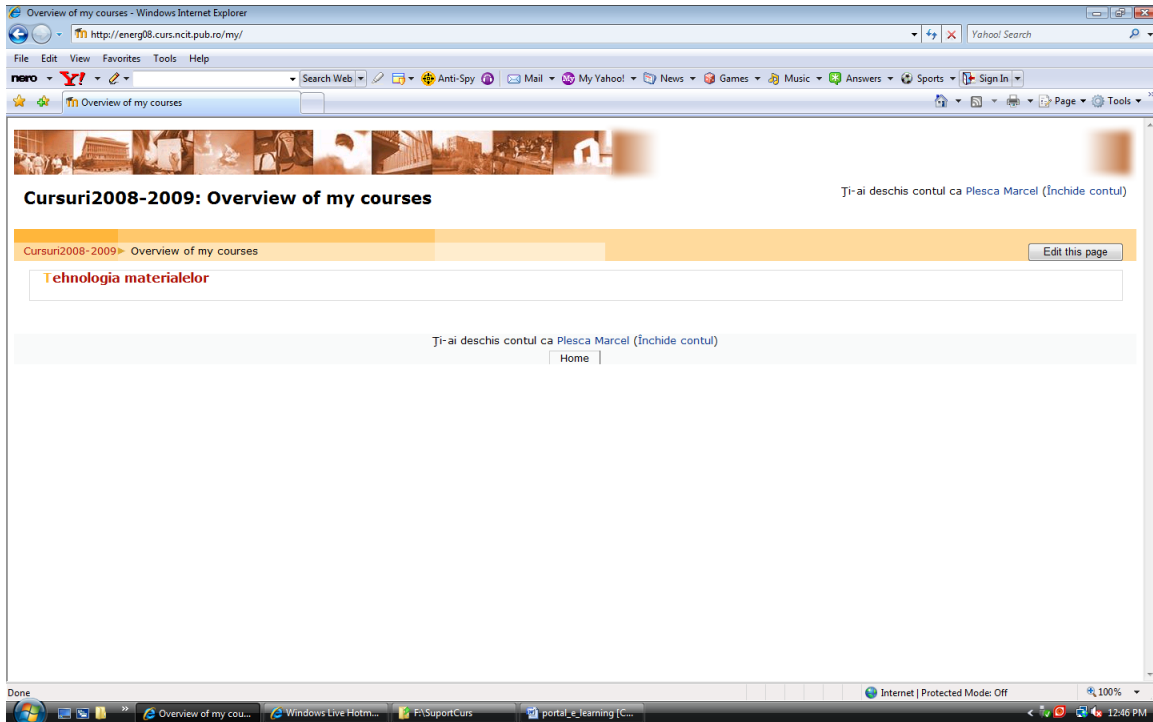 Overview of my courses - Windows Internet Explorer
http://energ08.curs.ncit.pub.ro/my/
Yahoo! Search
File Edit View Favorites Tools Help
nero Y! Search Web Anti-Spy Mail My Yahoo! News Games Music Answers Sports Sign In
Overview of my courses
Page Tools
Cursuri2008-2009: Overview of my courses
Ţi-ai deschis contul ca Plesca Marcel (Închide contul)
Cursuri2008-2009► Overview of my courses
Edit this page
Tehnologia materialelor
Ţi-ai deschis contul ca Plesca Marcel (Închide contul)
Home
Done
Internet | Protected Mode: Off
100%
Overview of my cou...
Windows Live Hotm...
F:\SuportCurs
portal_e_learning [C...
12:46 PM